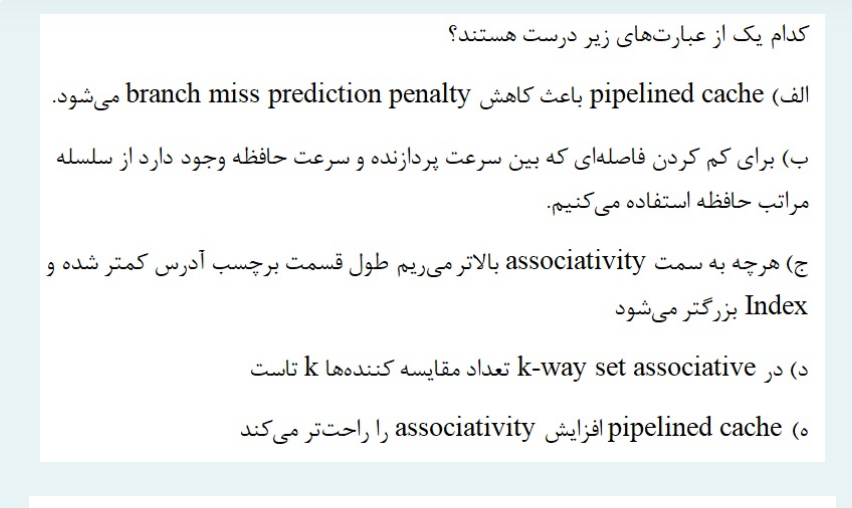 کدام یک از عبارت‌های زیر درست هستند؟
الف) pipelined cache باعث کاهش branch miss prediction penalty می‌شود.
ب) برای کم کردن فاصله‌ای که بین سرعت پردازنده و سرعت حافظه وجود دارد از سلسله
مراتب حافظه استفاده می‌کنیم.
ج) هرچه به سمت associativity بالاتر می‌ریم طول قسمت برچسب آدرس کمتر شده و
Index بزرگتر می‌شود
د) در k-way set associative تعداد مقایسه کننده‌ها k تاست
ه) pipelined cache افزایش associativity را راحت‌تر می‌کند